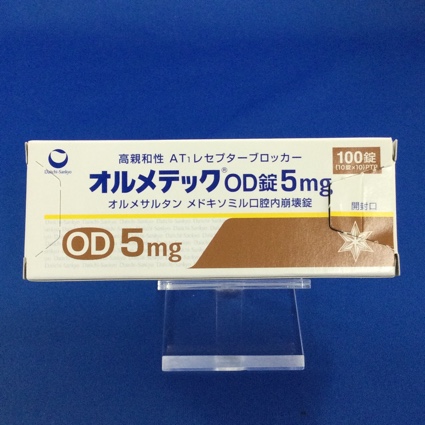 Daiichi-Sankyo
高親和性 AT₁レセプターブロッカー
オルメテック®OD錠5mg
オルメサルタン メドキソミル口腔内崩壊錠
100錠
(10錠×10)PTP
開封口
OD 5mg